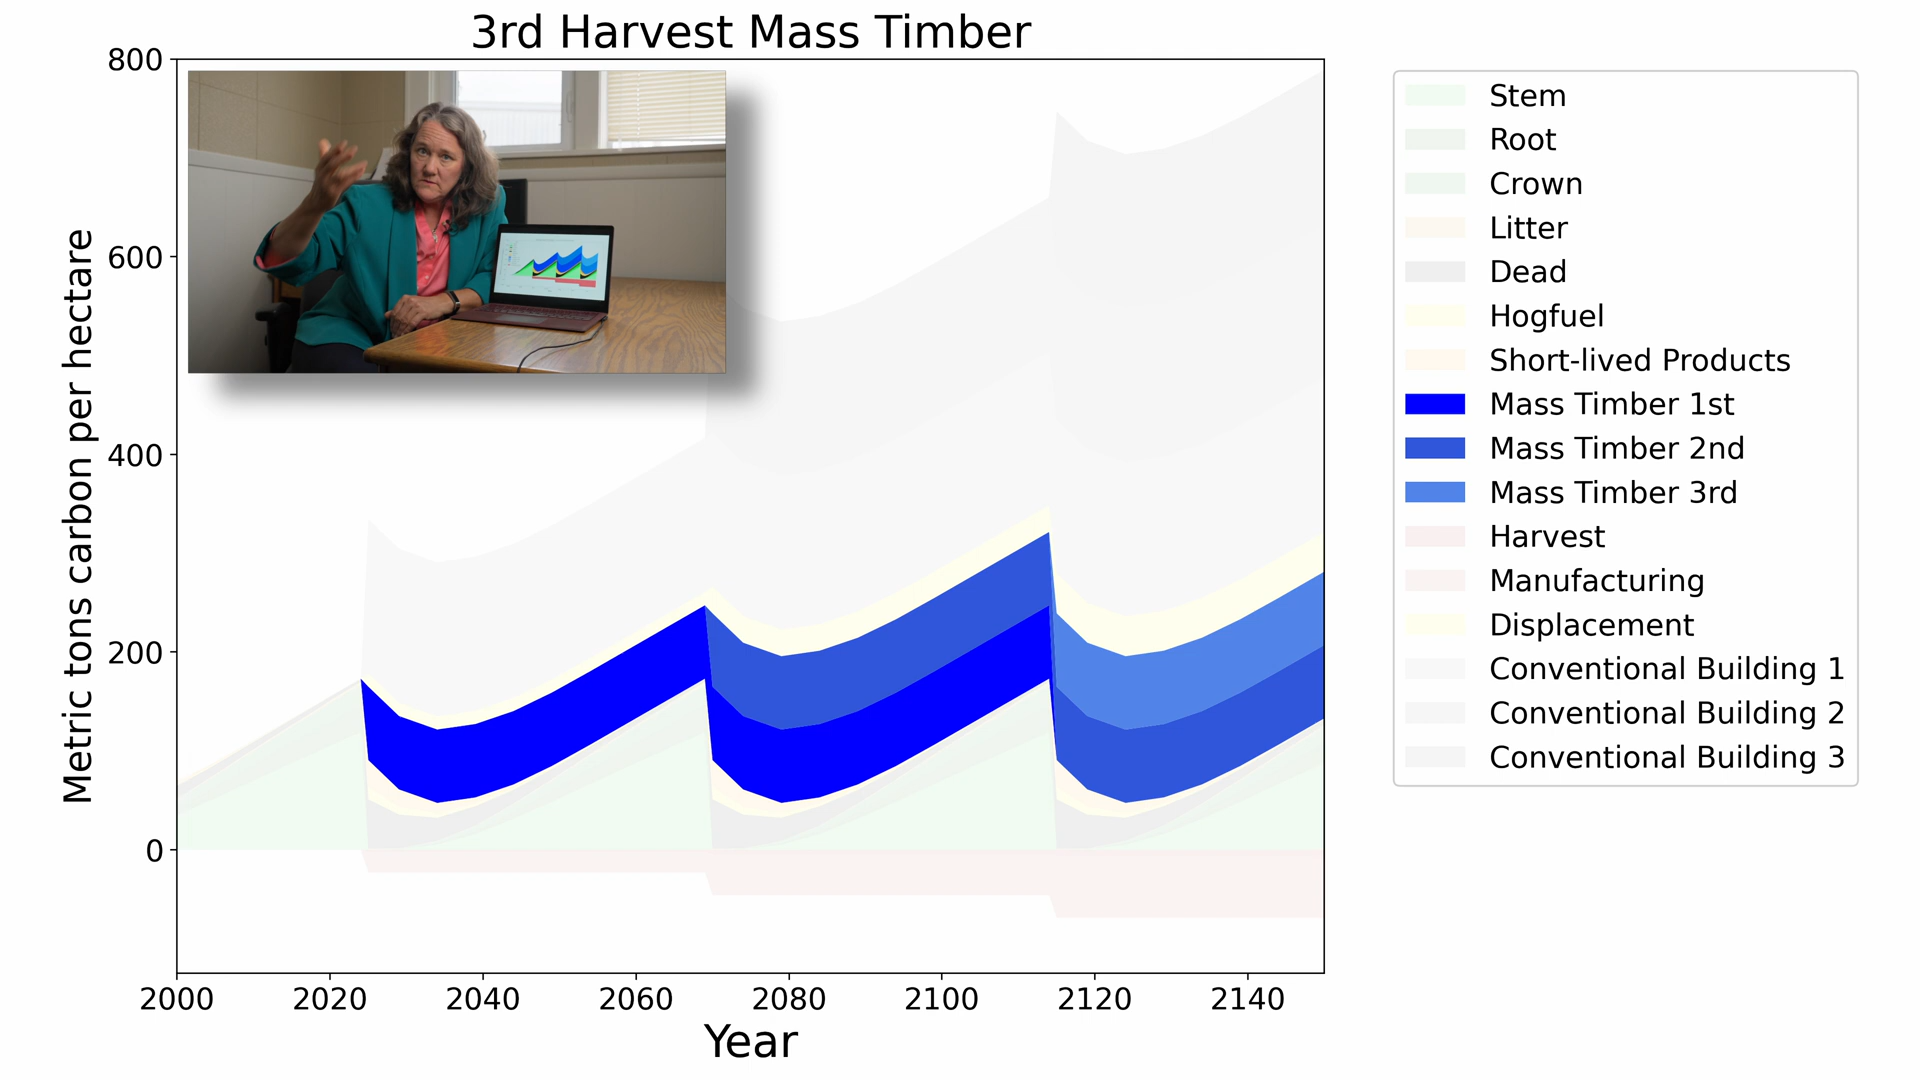 3rd Harvest Mass Timber
800
600
400
200
0
Metric tons carbon per hectare
2000 2020 2040 2060 2080 2100 2120 2140
Year
Stem
Root
Crown
Litter
Dead
Hogfuel
Short-lived Products
Mass Timber 1st
Mass Timber 2nd
Mass Timber 3rd
Harvest
Manufacturing
Displacement
Conventional Building 1
Conventional Building 2
Conventional Building 3